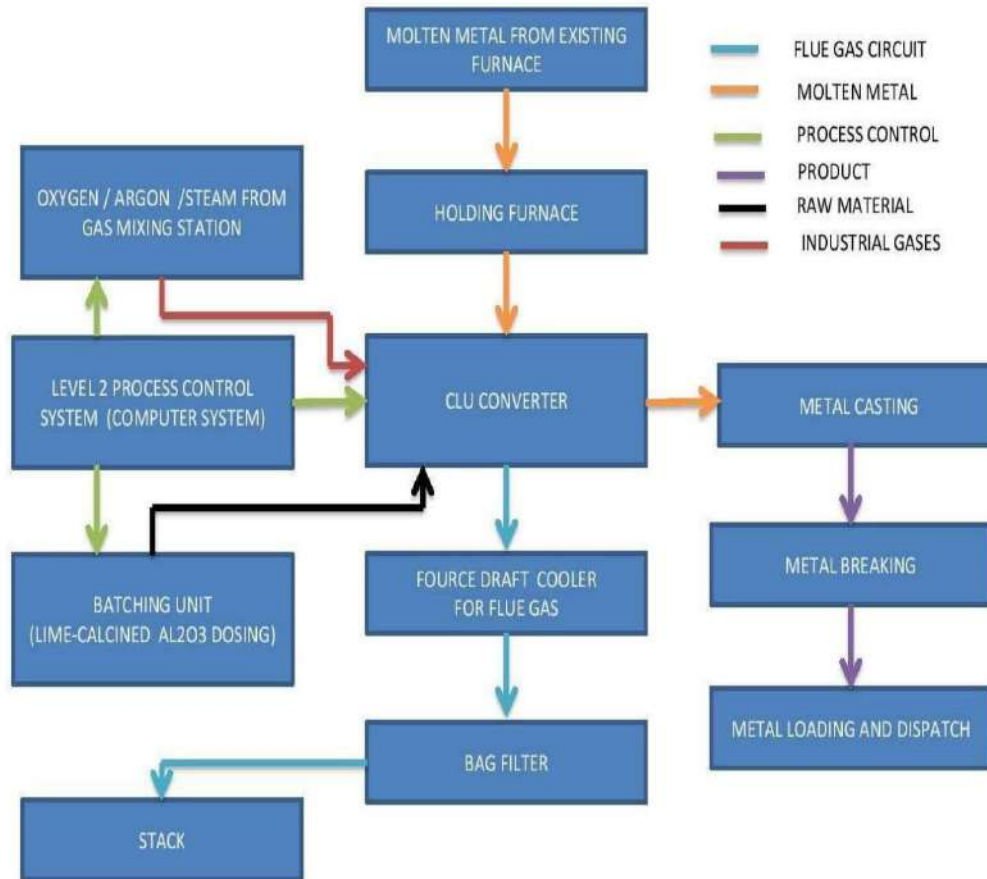 MOLTEN METAL FROM EXISTING
FURNACE
FLUE GAS CIRCUIT
MOLTEN METAL
PROCESS CONTROL
PRODUCT
RAW MATERIAL
INDUSTRIAL GASES
OXYGEN / ARGON /STEAM FROM
GAS MIXING STATION
HOLDING FURNACE
LEVEL 2 PROCESS CONTROL
SYSTEM (COMPUTER SYSTEM)
CLU CONVERTER
METAL CASTING
BATCHING UNIT
(LIME-CALCINED AL2O3 DOSING)
FOURCE DRAFT COOLER
FOR FLUE GAS
METAL BREAKING
BAG FILTER
METAL LOADING AND DISPATCH
STACK